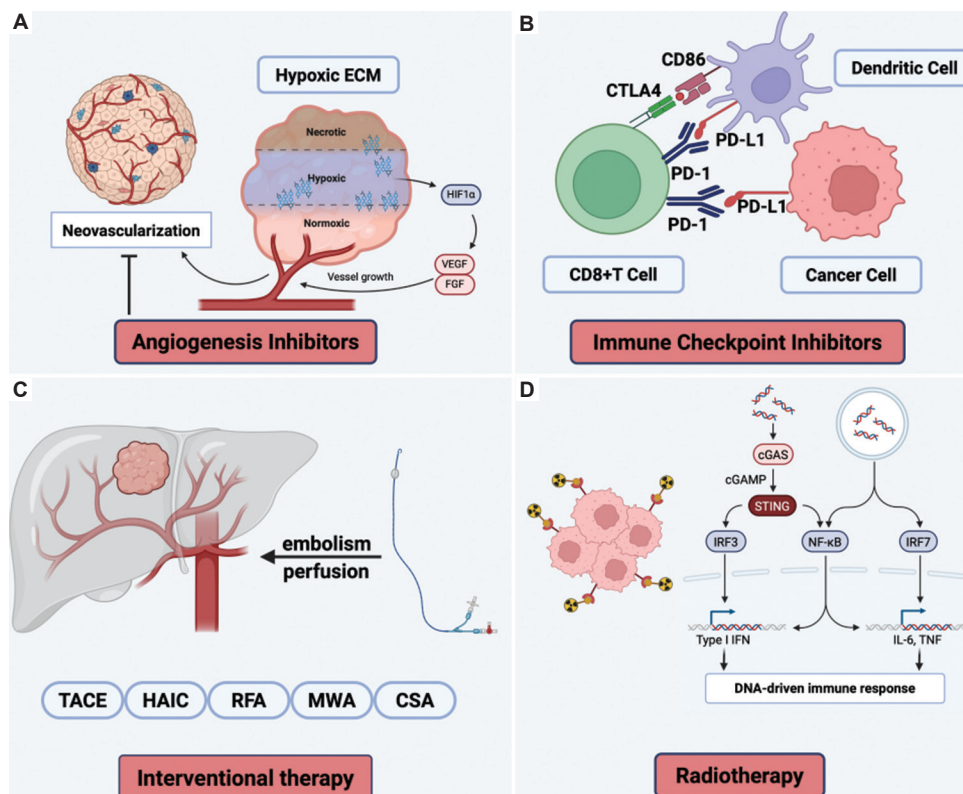 A
Hypoxic ECM
Necrotic
Hypoxic
Normoxic
HIF1α
VEGF
FGF
Vessel growth
Neovascularization
Angiogenesis Inhibitors
B
CD86
CTLA4
Dendritic Cell
PD-L1
PD-1
PD-L1
PD-1
CD8+T Cell
Cancer Cell
Immune Checkpoint Inhibitors
C
embolism
perfusion
TACE
HAIC
RFA
MWA
CSA
Interventional therapy
D
cGAS
cGAMP
STING
IRF3
NF-κB
IRF7
Type I IFN
IL-6, TNF
DNA-driven immune response
Radiotherapy